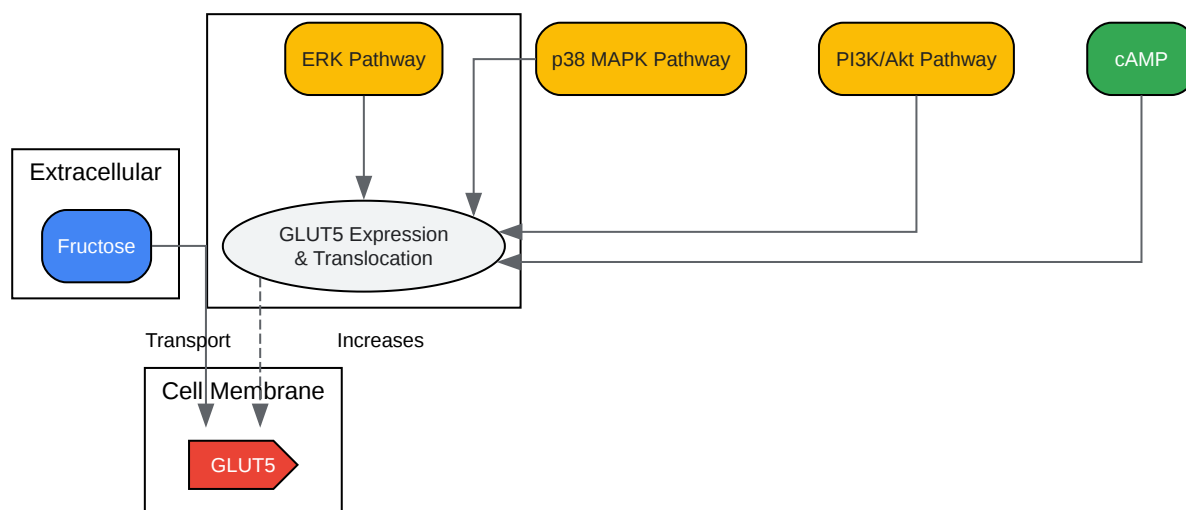 ERK Pathway
p38 MAPK Pathway
PI3K/Akt Pathway
cAMP
Extracellular
Fructose
GLUT5 Expression
& Translocation
Transport
Increases
Cell Membrane
GLUT5